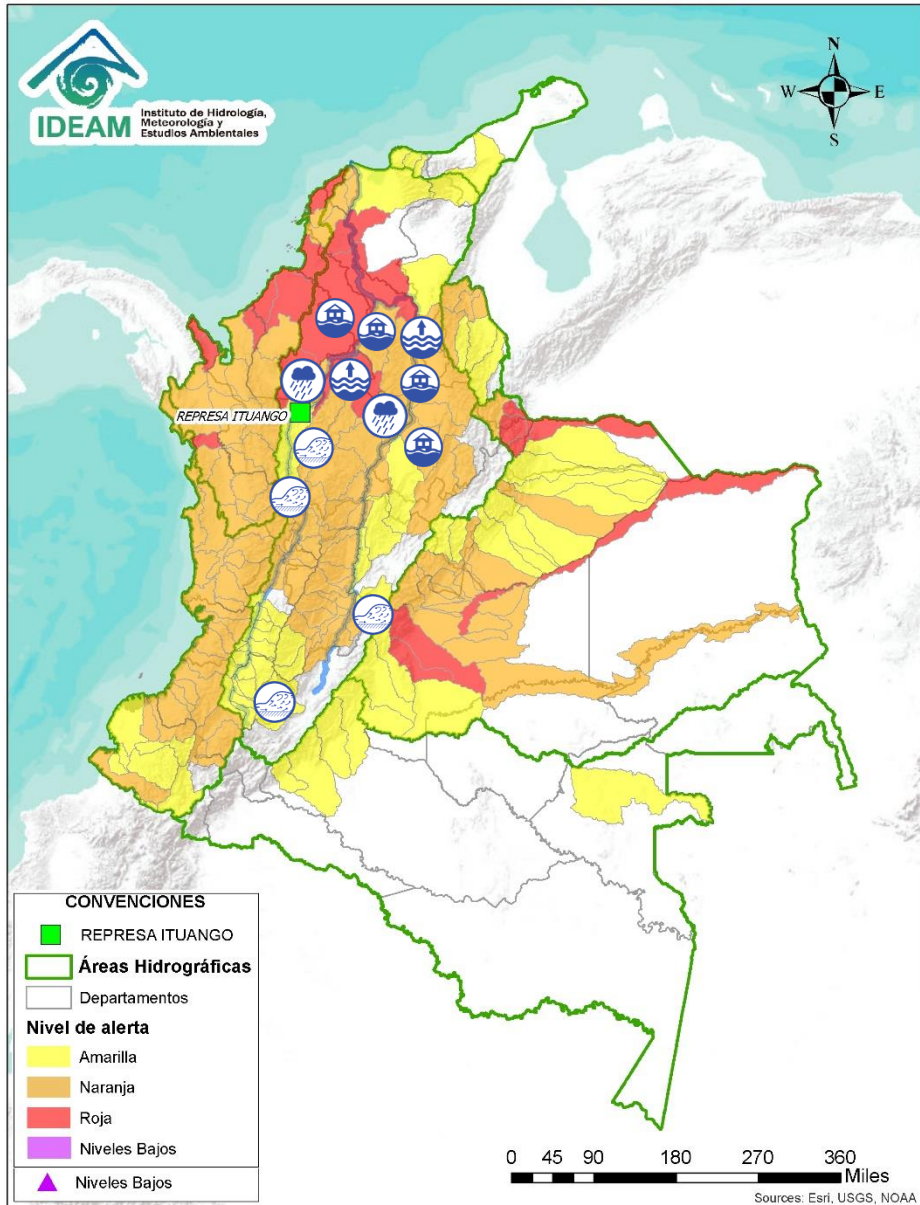 IDEAM
Instituto de Hidrología,
Meteorología y
Estudios Ambientales
N
W
E
S
REPRESA ITUANGO
CONVENCIONES
REPRESA ITUANGO
Áreas Hidrográficas
Departamentos
Nivel de alerta
Amarilla
Naranja
Roja
Niveles Bajos
Niveles Bajos
0 45 90 180 270 360
Miles
Sources: Esri, USGS, NOAA